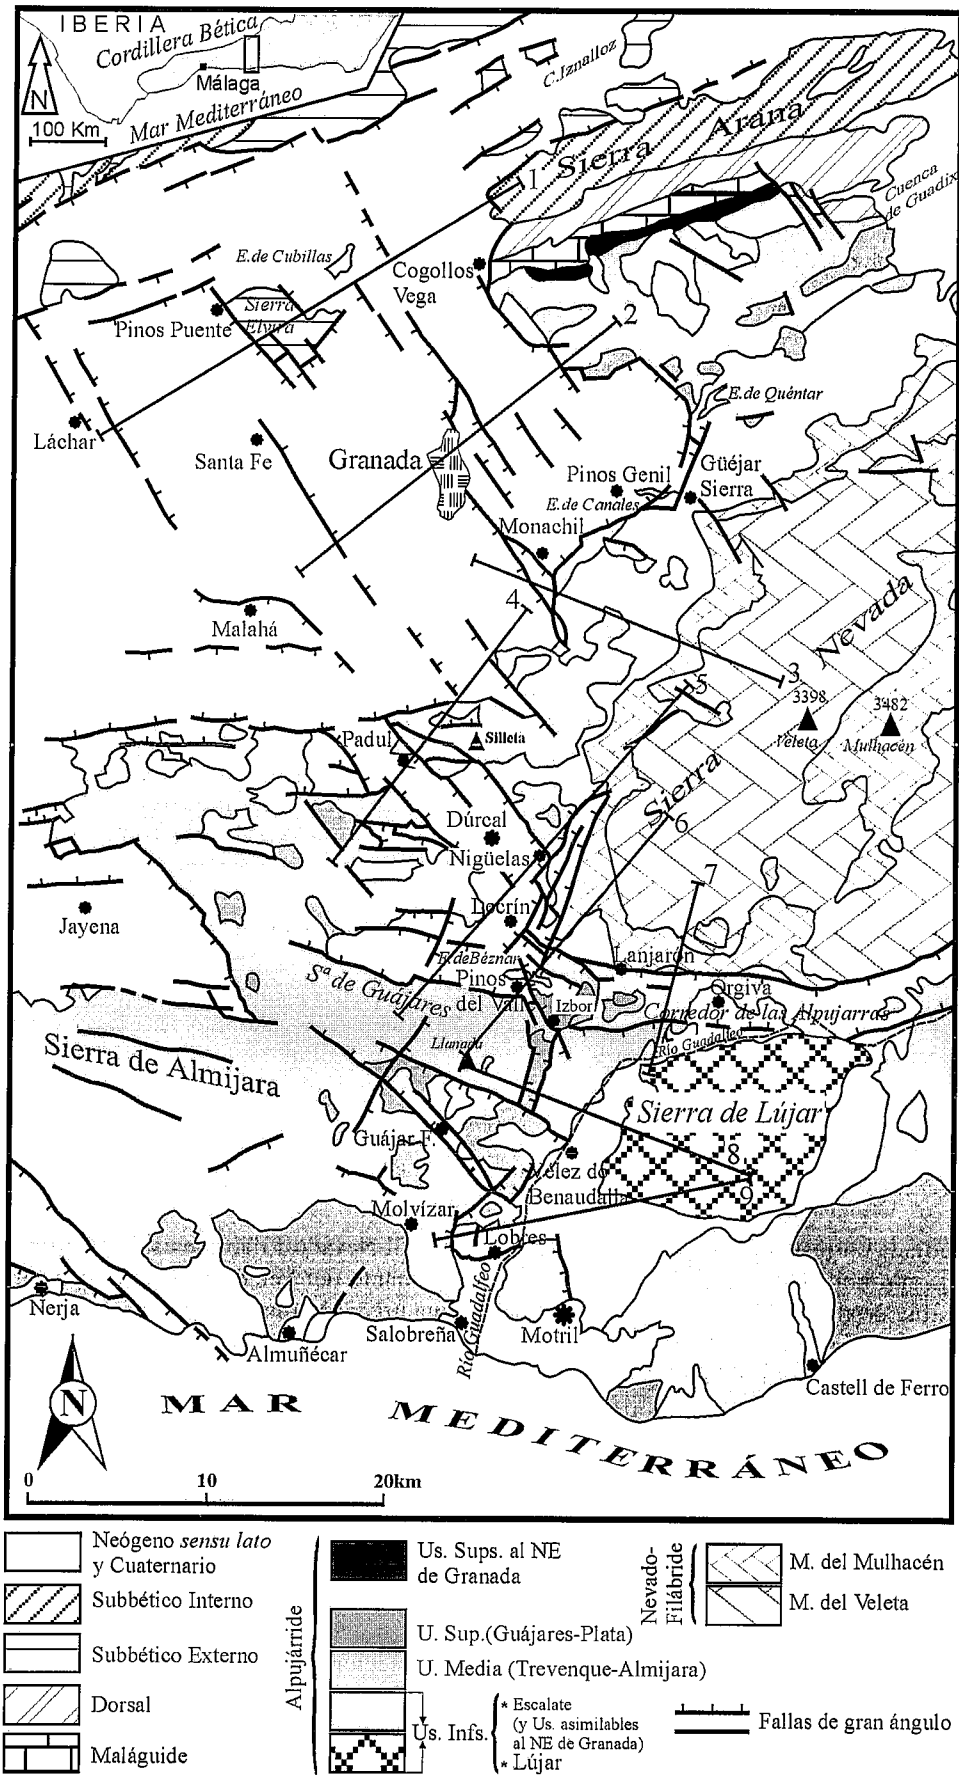 IBERIA
Cordillera Bética
Málaga
Mar Mediterráneo
N
100 Km
C.Iznalloz
Sierra Arana
1
Cuenca
de Guadix
E.de Cubillas
Cogollos
Vega
Sierra
Elvira
Pinos Puente
2
E.de Quéntar
Láchar
Santa Fe
Granada
Pinos Genil
Güéjar
Sierra
E.de Canales
Monachil
4
Malahá
Nevada
3
5
3398
Veleta
3482
Mulhacén
Padul
Silleta
Sierra
6
Dúrcal
Nigüelas
7
Jayena
Locrín
Lanjarón
E.deBéznar
Pinos
del Vall
Izbor
Orgiva
Sª de Guájares
Corredor de las Alpujarras
Río Guadalfeo
Llanada
Sierra de Almijara
Sierra de Lújar
Guájar F.
8
9
Vélez de
Benaudalla
Molvízar
Lobres
Nerja
Río Guadalfeo
Almuñécar
Salobreña
Motril
Castell de Ferro
N
MAR MEDITERRÁNEO
0 10 20km
Neógeno sensu lato
y Cuaternario
Subbético Interno
Subbético Externo
Dorsal
Maláguide
Alpujárride
Us. Sups. al NE
de Granada
U. Sup.(Guájares-Plata)
U. Media (Trevenque-Almijara)
Us. Infs.
* Escalate
(y Us. asimilables
al NE de Granada)
* Lújar
Nevado-
Filábride
M. del Mulhacén
M. del Veleta
Fallas de gran ángulo